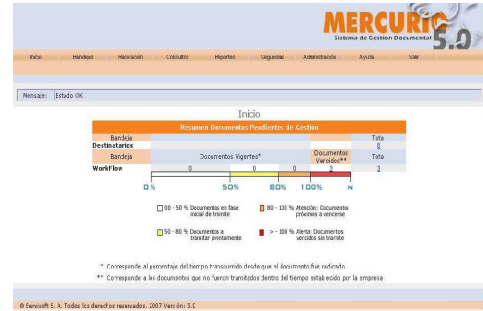 MERCURIO
Sistema de Gestion Documental
5.0
Inicio Bandejas Radicación Consultas Reportes Seguridad Administración Ayuda Salir
Mensaje: Estado OK
Inicio
Resumen Documentos Pendientes de Gestión
Bandeja Total
Destinatarios 8
Bandeja Documentos Vigentes* Documentos Vencidos** Total
WorkFlow 0 0 0 3 3
0% 50% 80% 100% N
00 - 50 % Documentos en fase inicial de tramite
80 - 100 % Atención: Documentos próximos a vencerse
50 - 80 % Documentos a tramitar prontamente
> - 100 % Alerta: Documentos vencidos sin tramite
* Corresponde al porcentaje del tiempo transcurrido desde que el documento fue radicado
** Corresponde a los documentos que no fueron tramitados dentro del tiempo establecido por la empresa
© Servisoft S. A. Todos los derechos reservados. 2007 Versión: 5.0